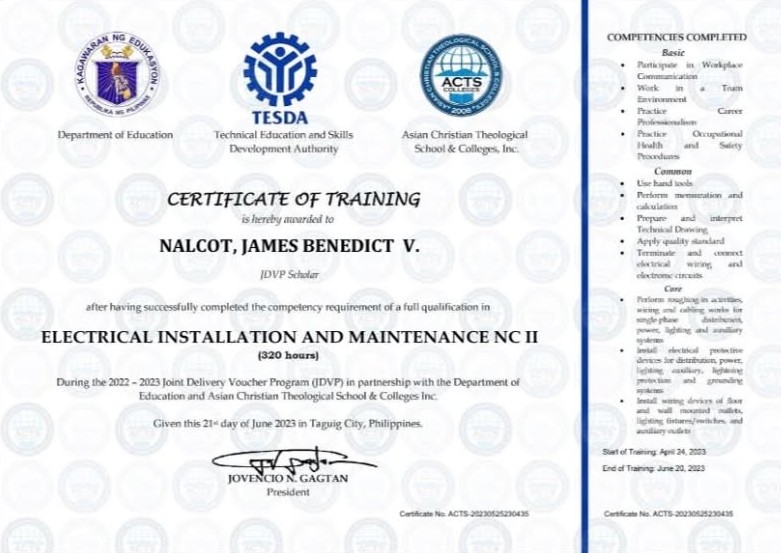 KAGAWARAN NG EDUKASYON
REPUBLIKA NG PILIPINAS
Department of Education
TESDA
Technical Education and Skills
Development Authority
ASIAN CHRISTIAN THEOLOGICAL SCHOOL & COLLEGES, INC.
ACTS
COLLEGES
2008
Asian Christian Theological
School & Colleges, Inc.
CERTIFICATE OF TRAINING
is hereby awarded to
NALCOT, JAMES BENEDICT V.
JDVP Scholar
after having successfully completed the competency requirement of a full qualification in
ELECTRICAL INSTALLATION AND MAINTENANCE NC II
(320 hours)
During the 2022 – 2023 Joint Delivery Voucher Program (JDVP) in partnership with the Department of
Education and Asian Christian Theological School & Colleges Inc.
Given this 21st day of June 2023 in Taguig City, Philippines.
JOVENCIO N. GAGTAN
President
Certificate No. ACTS-20230525230435
COMPETENCIES COMPLETED
Basic
• Participate in Workplace
Communication
• Work in a Team
Environment
• Practice Career
Professionalism
• Practice Occupational
Health and Safety
Procedures
Common
• Use hand tools
• Perform mensuration and
calculation
• Prepare and interpret
Technical Drawing
• Apply quality standard
• Terminate and connect
electrical wiring and
electronic circuits
Core
• Perform roughing in activities,
wiring and cabling works for
single-phase distribution,
power, lighting and auxiliary
systems
• Install electrical protective
devices for distribution, power,
lighting auxiliary, lightning
protection and grounding
systems
• Install wiring devices of floor
and wall mounted outlets,
lighting fixtures/switches, and
auxiliary outlets
Start of Training: April 24, 2023
End of Training: June 20, 2023
Certificate No. ACTS-20230525230435